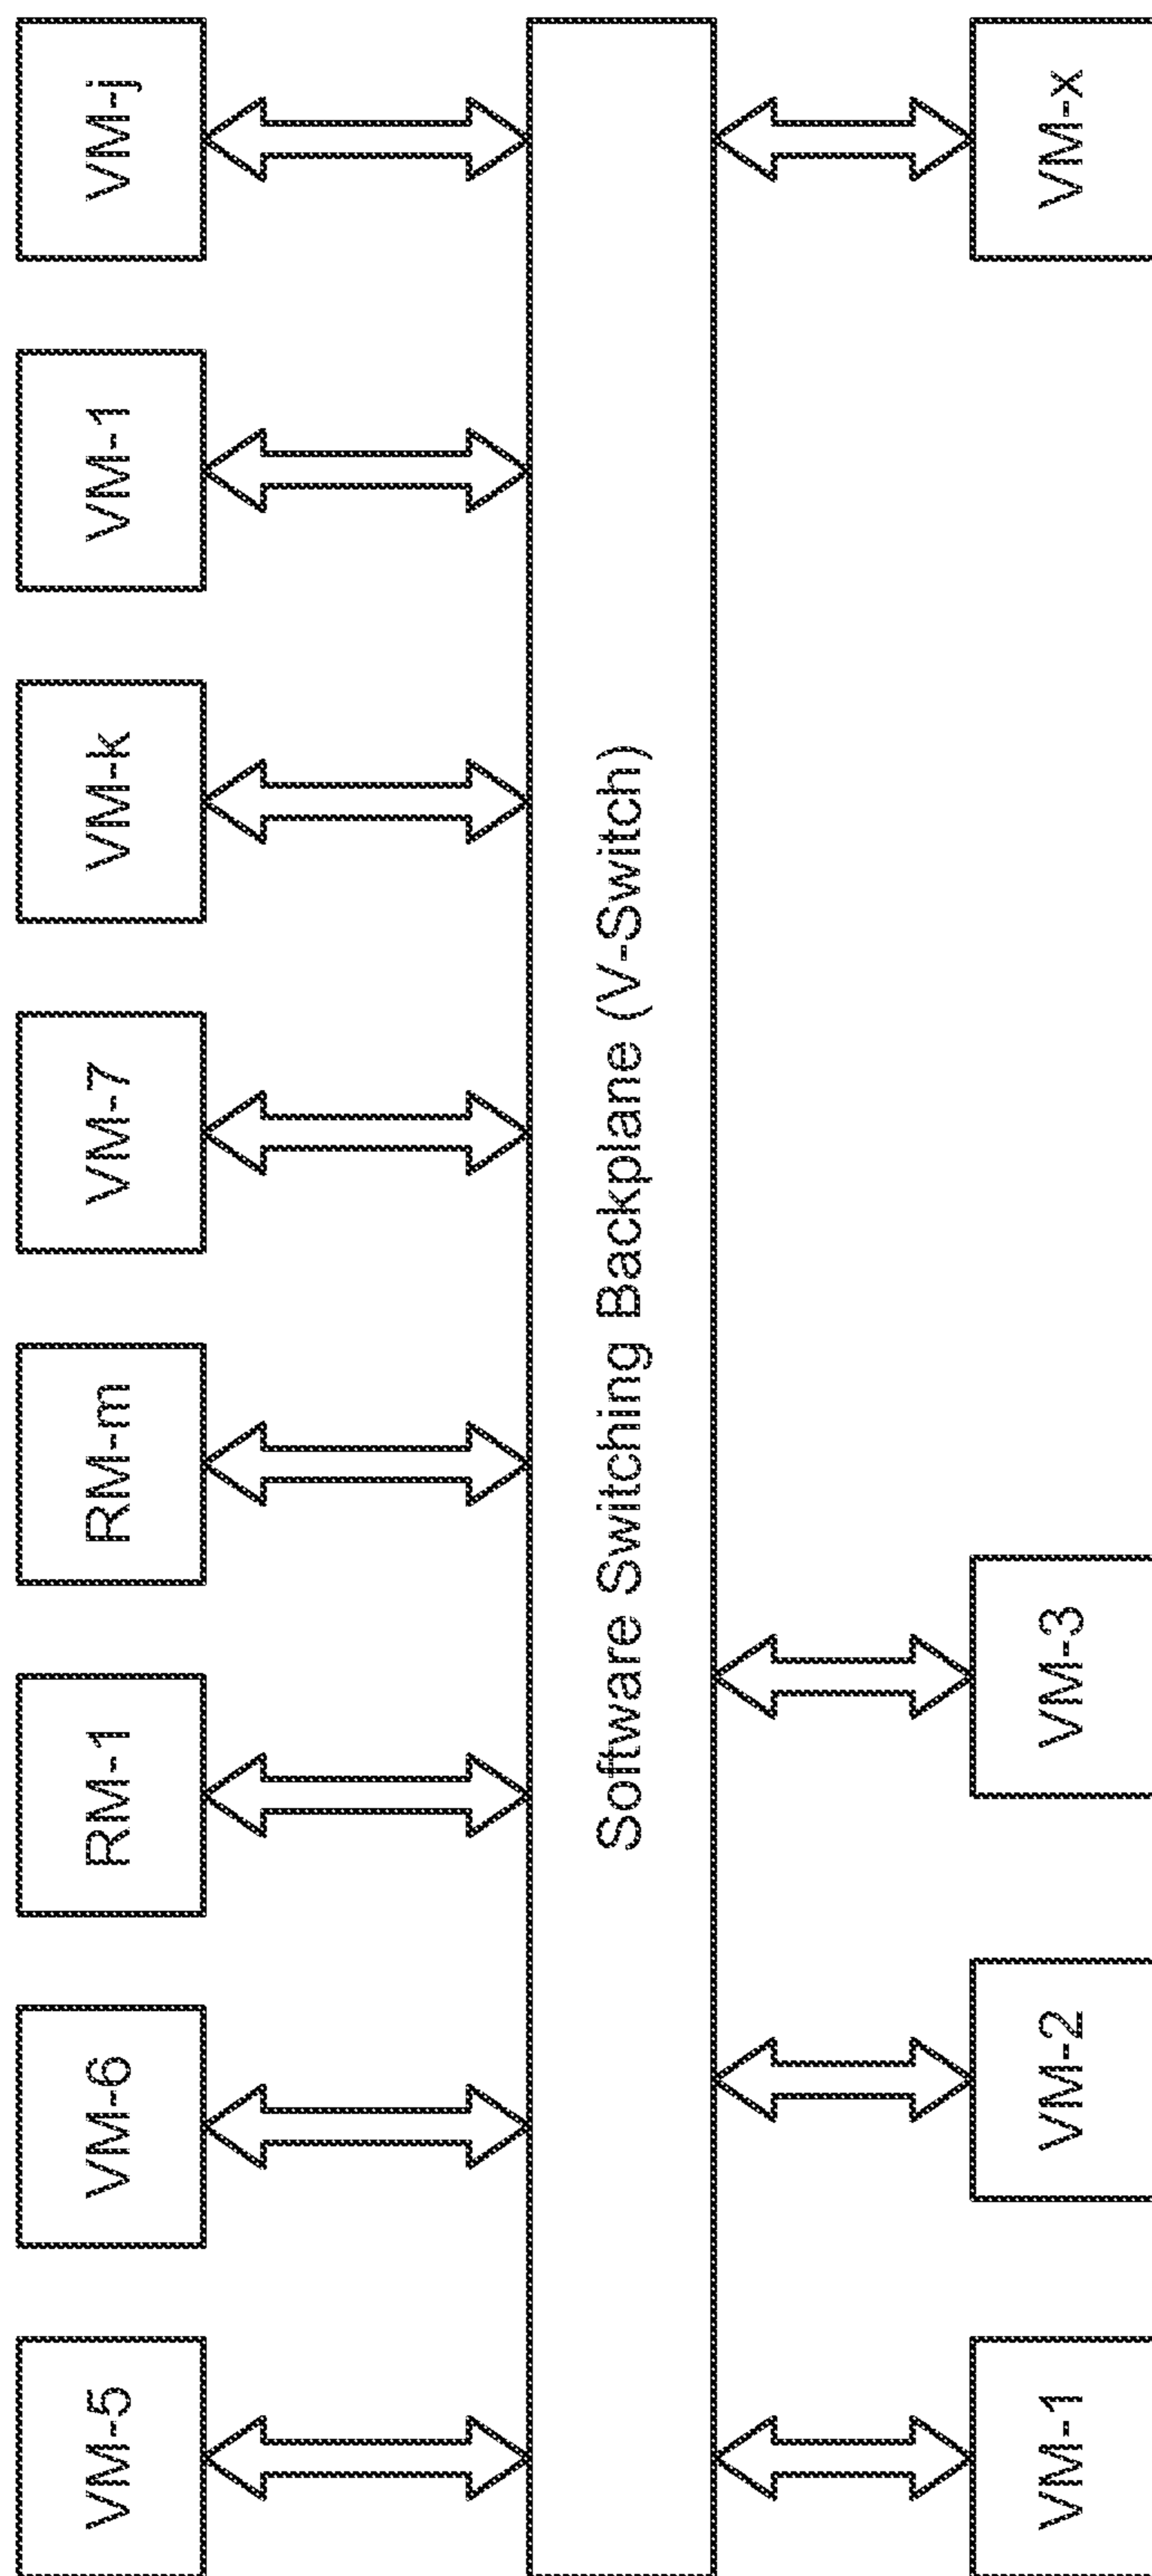 VM-5
VM-6
RM-1
RM-m
VM-7
VM-k
VM-1
VM-j
Software Switching Backplane (V-Switch)
VM-1
VM-2
VM-3
VM-x